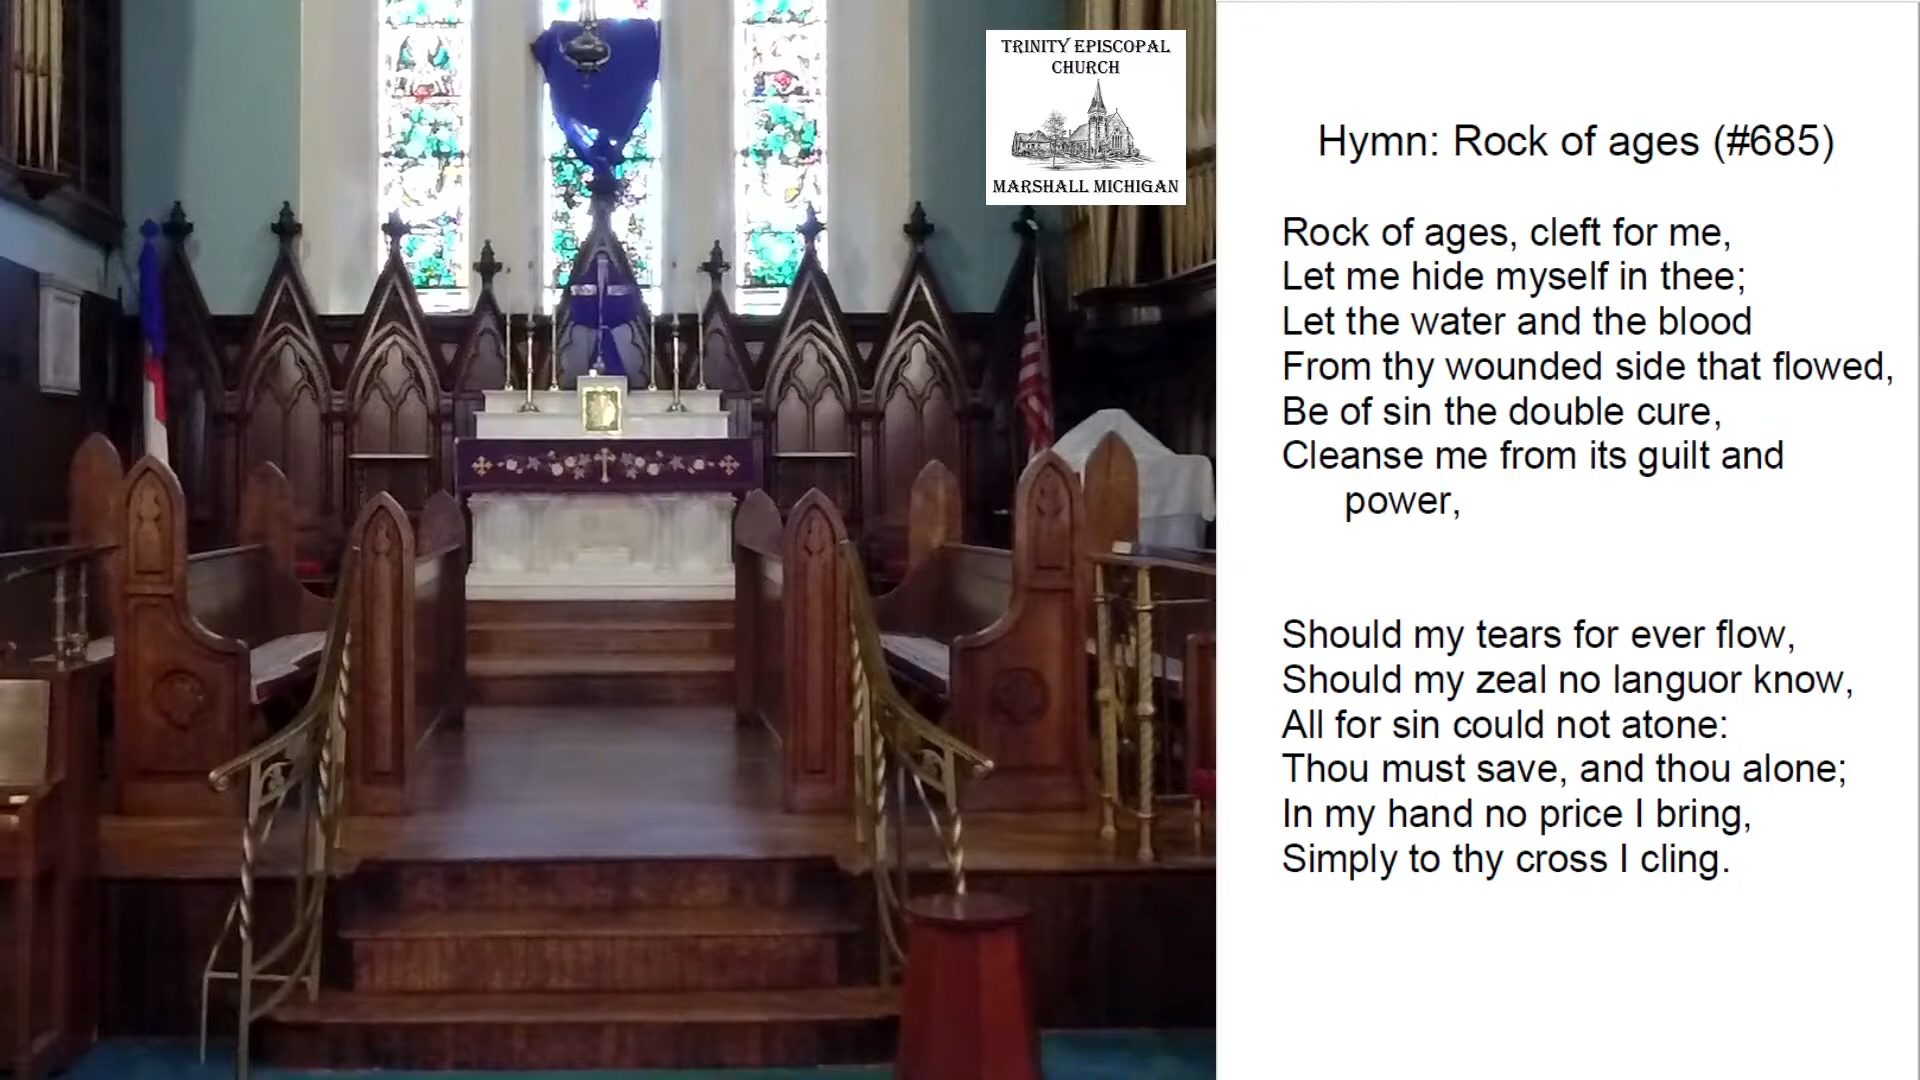 TRINITY EPISCOPAL
CHURCH
MARSHALL MICHIGAN
Hymn: Rock of ages (#685)
Rock of ages, cleft for me,
Let me hide myself in thee;
Let the water and the blood
From thy wounded side that flowed,
Be of sin the double cure,
Cleanse me from its guilt and
power,
Should my tears for ever flow,
Should my zeal no languor know,
All for sin could not atone:
Thou must save, and thou alone;
In my hand no price I bring,
Simply to thy cross I cling.